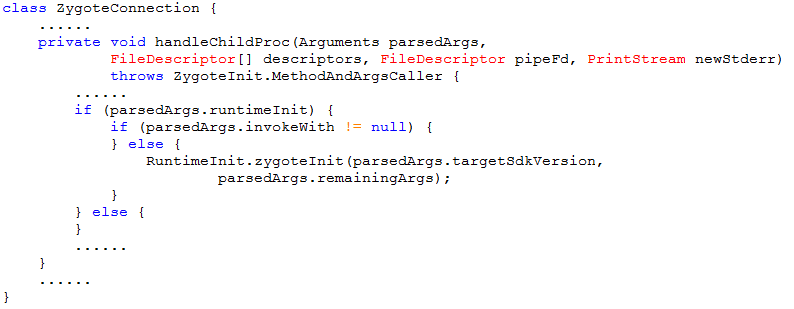 class ZygoteConnection {
    ......
    private void handleChildProc(Arguments parsedArgs,
            FileDescriptor[] descriptors, FileDescriptor pipeFd, PrintStream newStderr)
            throws ZygoteInit.MethodAndArgsCaller {
        ......
        if (parsedArgs.runtimeInit) {
            if (parsedArgs.invokeWith != null) {
            } else {
                RuntimeInit.zygoteInit(parsedArgs.targetSdkVersion,
                        parsedArgs.remainingArgs);
            }
        } else {
        }
        ......
    }
    ......
}